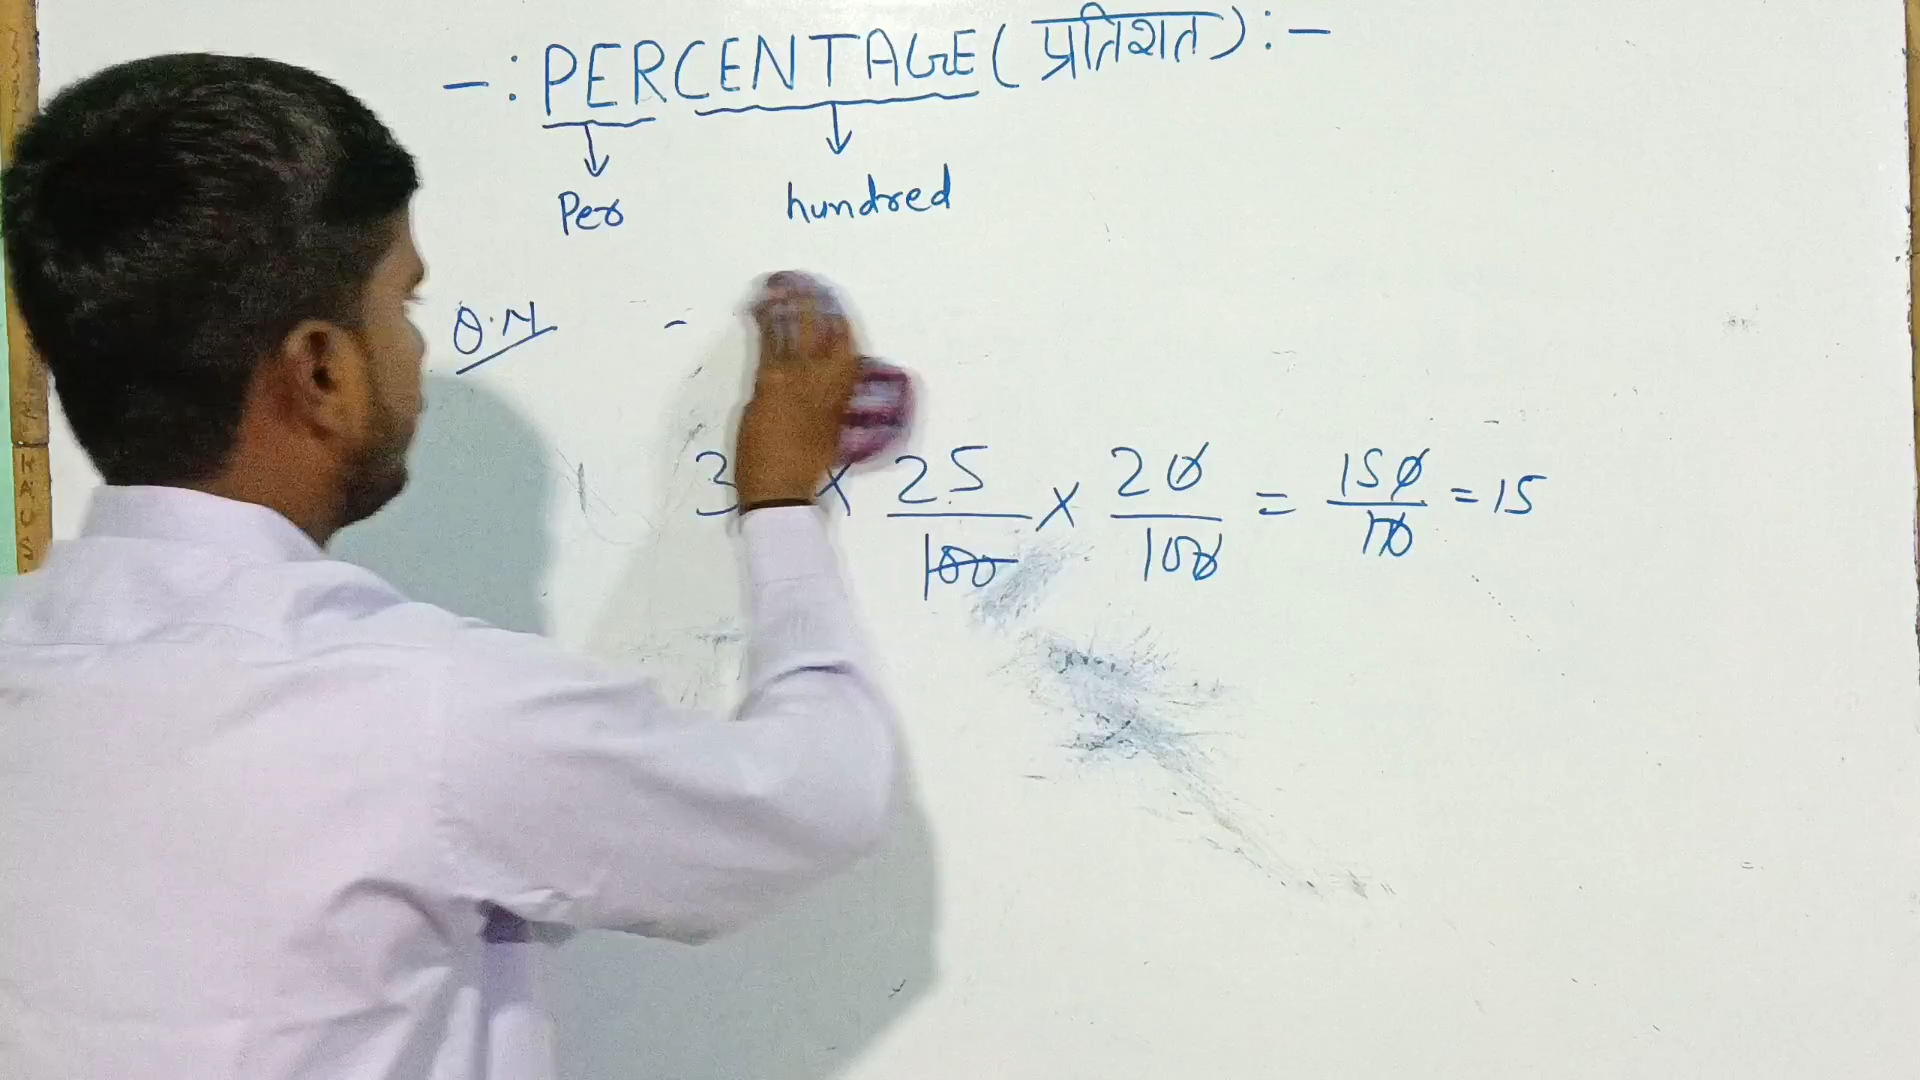 -: PERCENTAGE ( प्रतिशत ) :-
Per hundred
Q.N -
3 × 25/100 × 20/100 = 150/10 = 15